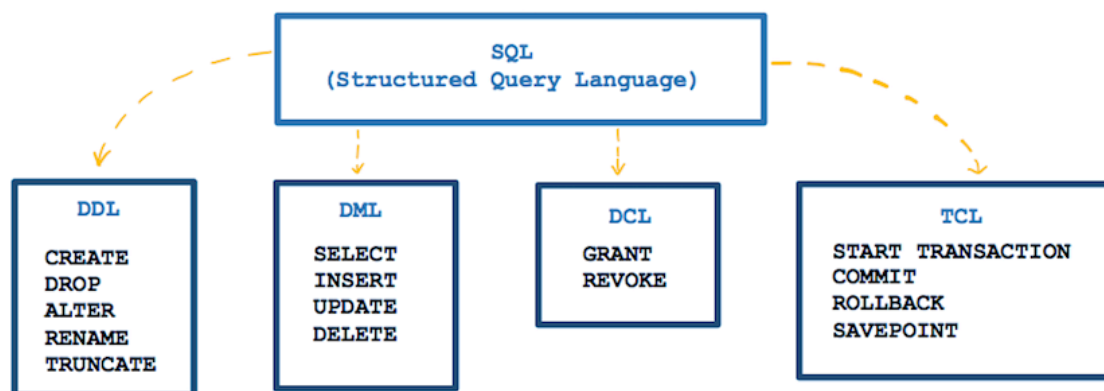 SQL
(Structured Query Language)
DDL
CREATE
DROP
ALTER
RENAME
TRUNCATE
DML
SELECT
INSERT
UPDATE
DELETE
DCL
GRANT
REVOKE
TCL
START TRANSACTION
COMMIT
ROLLBACK
SAVEPOINT